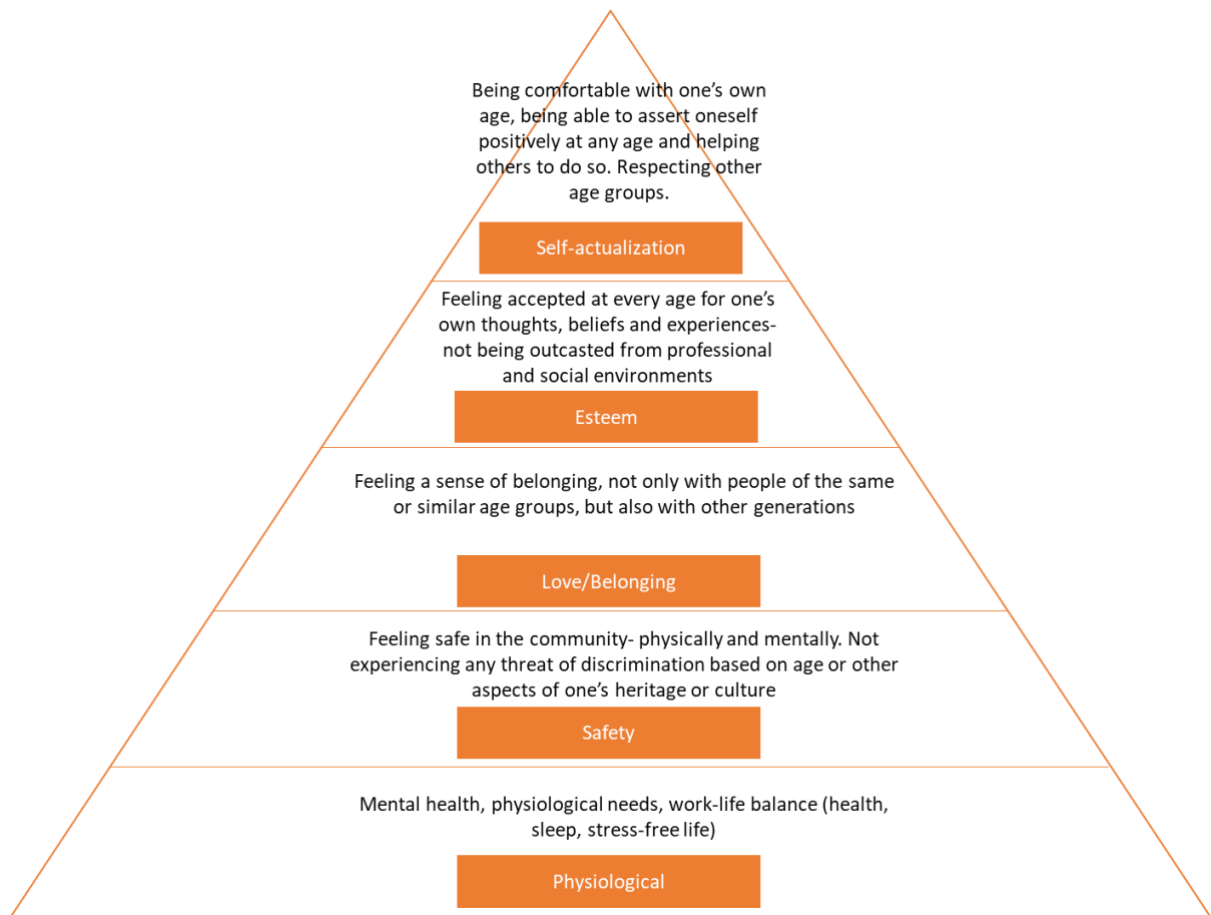 Being comfortable with one’s own
age, being able to assert oneself
positively at any age and helping
others to do so. Respecting other
age groups.
Self-actualization
Feeling accepted at every age for one’s
own thoughts, beliefs and experiences-
not being outcasted from professional
and social environments
Esteem
Feeling a sense of belonging, not only with people of the same
or similar age groups, but also with other generations
Love/Belonging
Feeling safe in the community- physically and mentally. Not
experiencing any threat of discrimination based on age or other
aspects of one’s heritage or culture
Safety
Mental health, physiological needs, work-life balance (health,
sleep, stress-free life)
Physiological